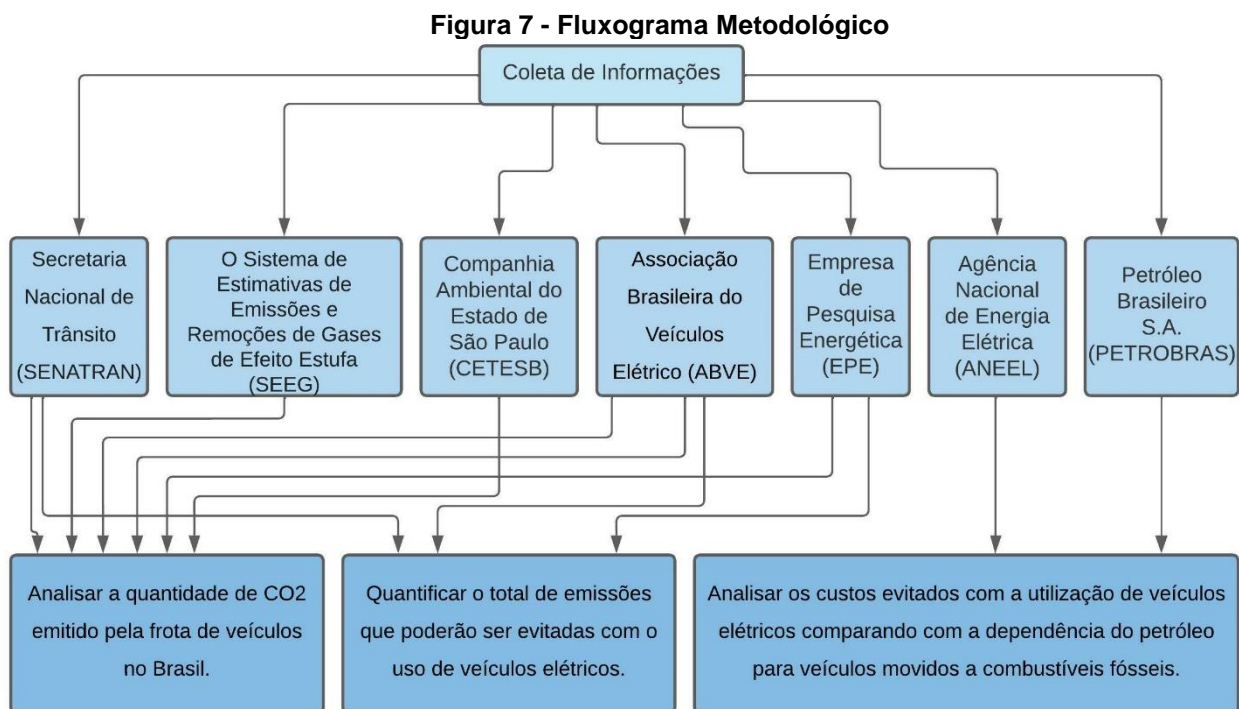 Figura 7 - Fluxograma Metodológico
Coleta de Informações
Secretaria
Nacional de
Trânsito
(SENATRAN)
O Sistema de
Estimativas de
Emissões e
Remoções de Gases
de Efeito Estufa
(SEEG)
Companhia
Ambiental do
Estado de
São Paulo
(CETESB)
Associação
Brasileira do
Veículos
Elétrico (ABVE)
Empresa
de
Pesquisa
Energética
(EPE)
Agência
Nacional
de Energia
Elétrica
(ANEEL)
Petróleo
Brasileiro
S.A.
(PETROBRAS)
Analisar a quantidade de CO2
emitido pela frota de veículos
no Brasil.
Quantificar o total de emissões
que poderão ser evitadas com o
uso de veículos elétricos.
Analisar os custos evitados com a utilização de veículos
elétricos comparando com a dependência do petróleo
para veículos movidos a combustíveis fósseis.